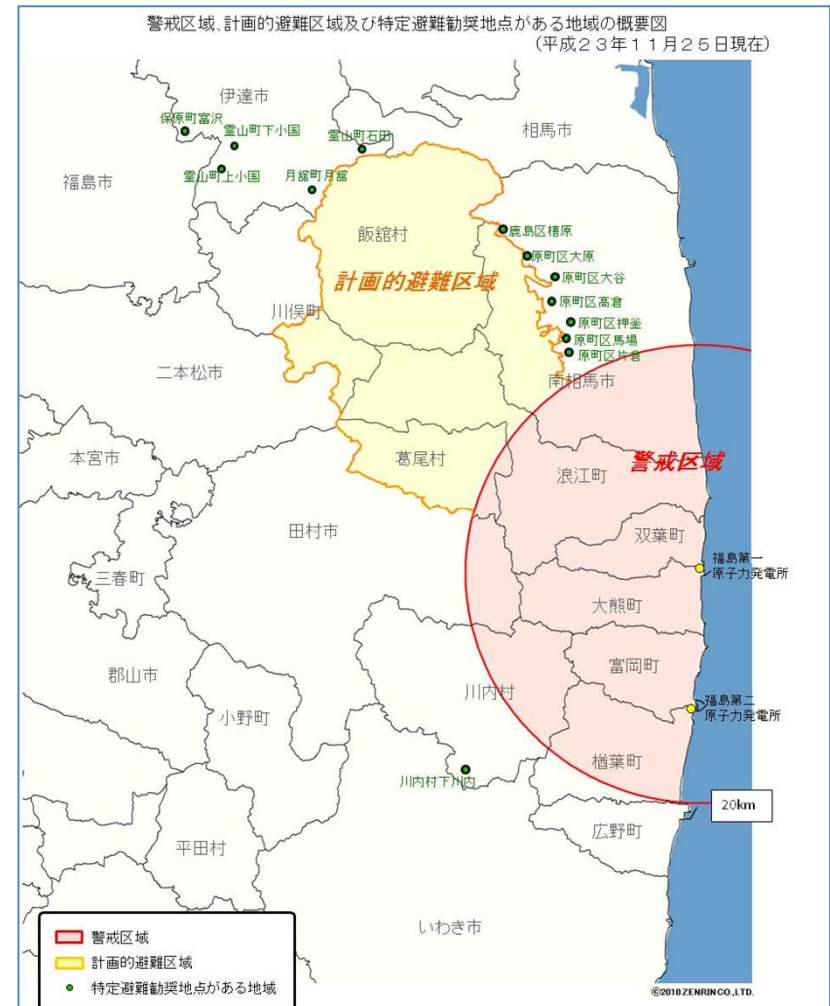 警戒区域、計画的避難区域及び特定避難勧奨地点がある地域の概要図
(平成23年11月25日現在)
伊達市
保原町富沢
霊山町下小国
霊山町石田
相馬市
霊山町上小国
月舘町月舘
福島市
飯舘村
鹿島区橲原
原町区大原
計画的避難区域
原町区大谷
原町区高倉
川俣町
原町区押釜
原町区馬場
原町区片倉
二本松市
南相馬市
本宮市
葛尾村
警戒区域
浪江町
田村市
双葉町
福島第一
原子力発電所
三春町
大熊町
郡山市
富岡町
川内村
小野町
福島第二
原子力発電所
楢葉町
川内村下川内
20km
広野町
平田村
いわき市
警戒区域
計画的避難区域
特定避難勧奨地点がある地域
©2010 ZENRIN CO., LTD.